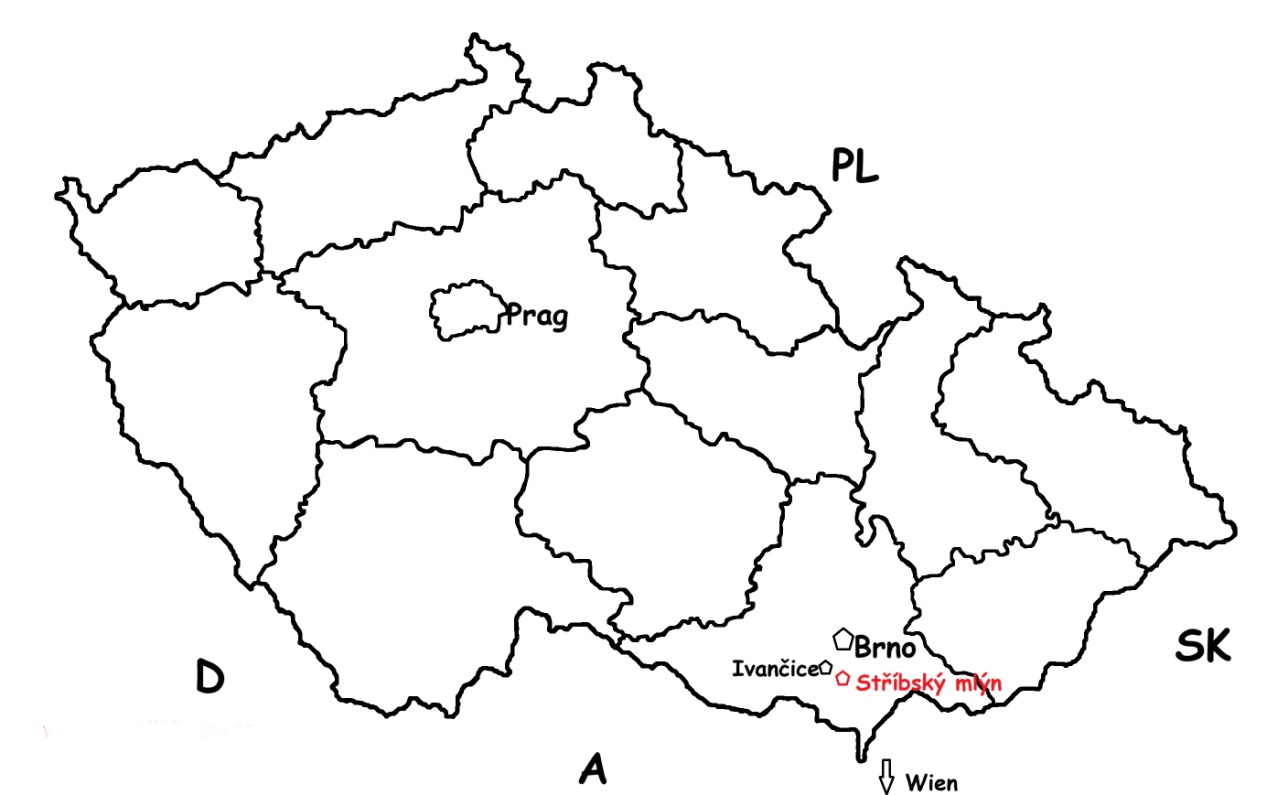 PL
Prag
Brno
Ivančice
Stříbský mlýn
SK
D
A
Wien